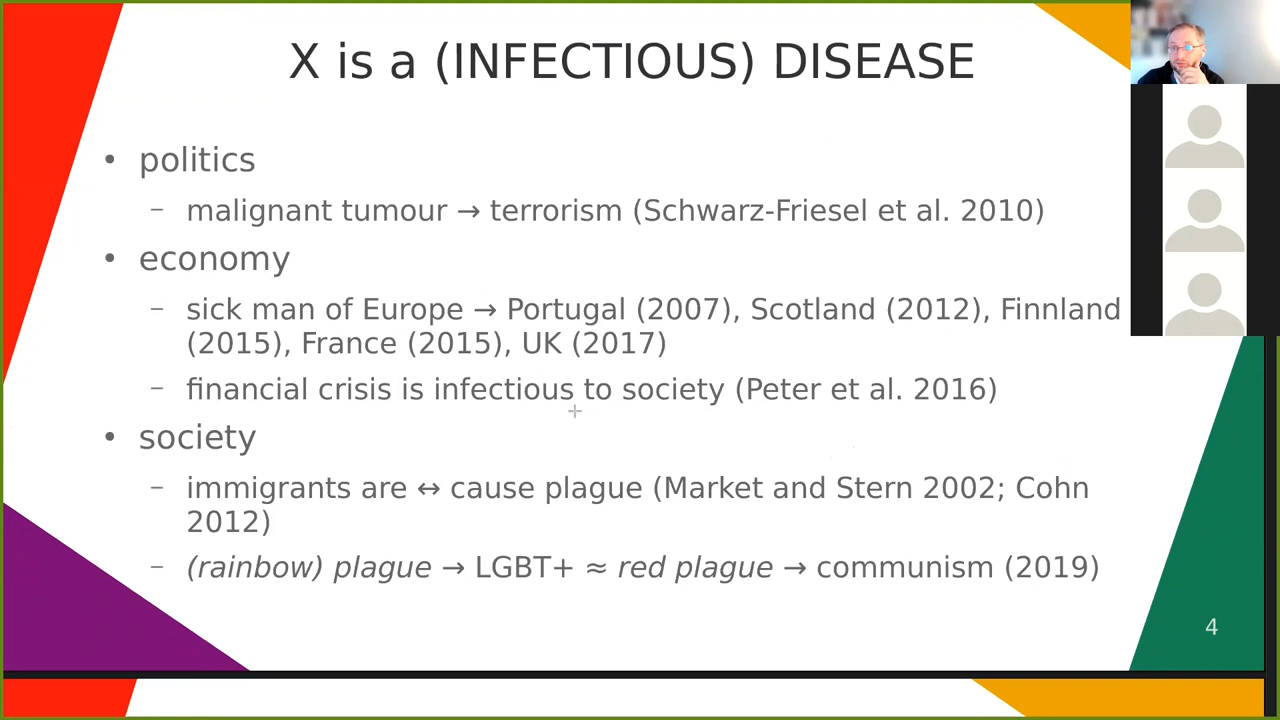 X is a (INFECTIOUS) DISEASE
• politics
– malignant tumour → terrorism (Schwarz-Friesel et al. 2010)
• economy
– sick man of Europe → Portugal (2007), Scotland (2012), Finnland
(2015), France (2015), UK (2017)
– financial crisis is infectious to society (Peter et al. 2016)
• society
– immigrants are ↔ cause plague (Market and Stern 2002; Cohn
2012)
– (rainbow) plague → LGBT+ ≈ red plague → communism (2019)
4